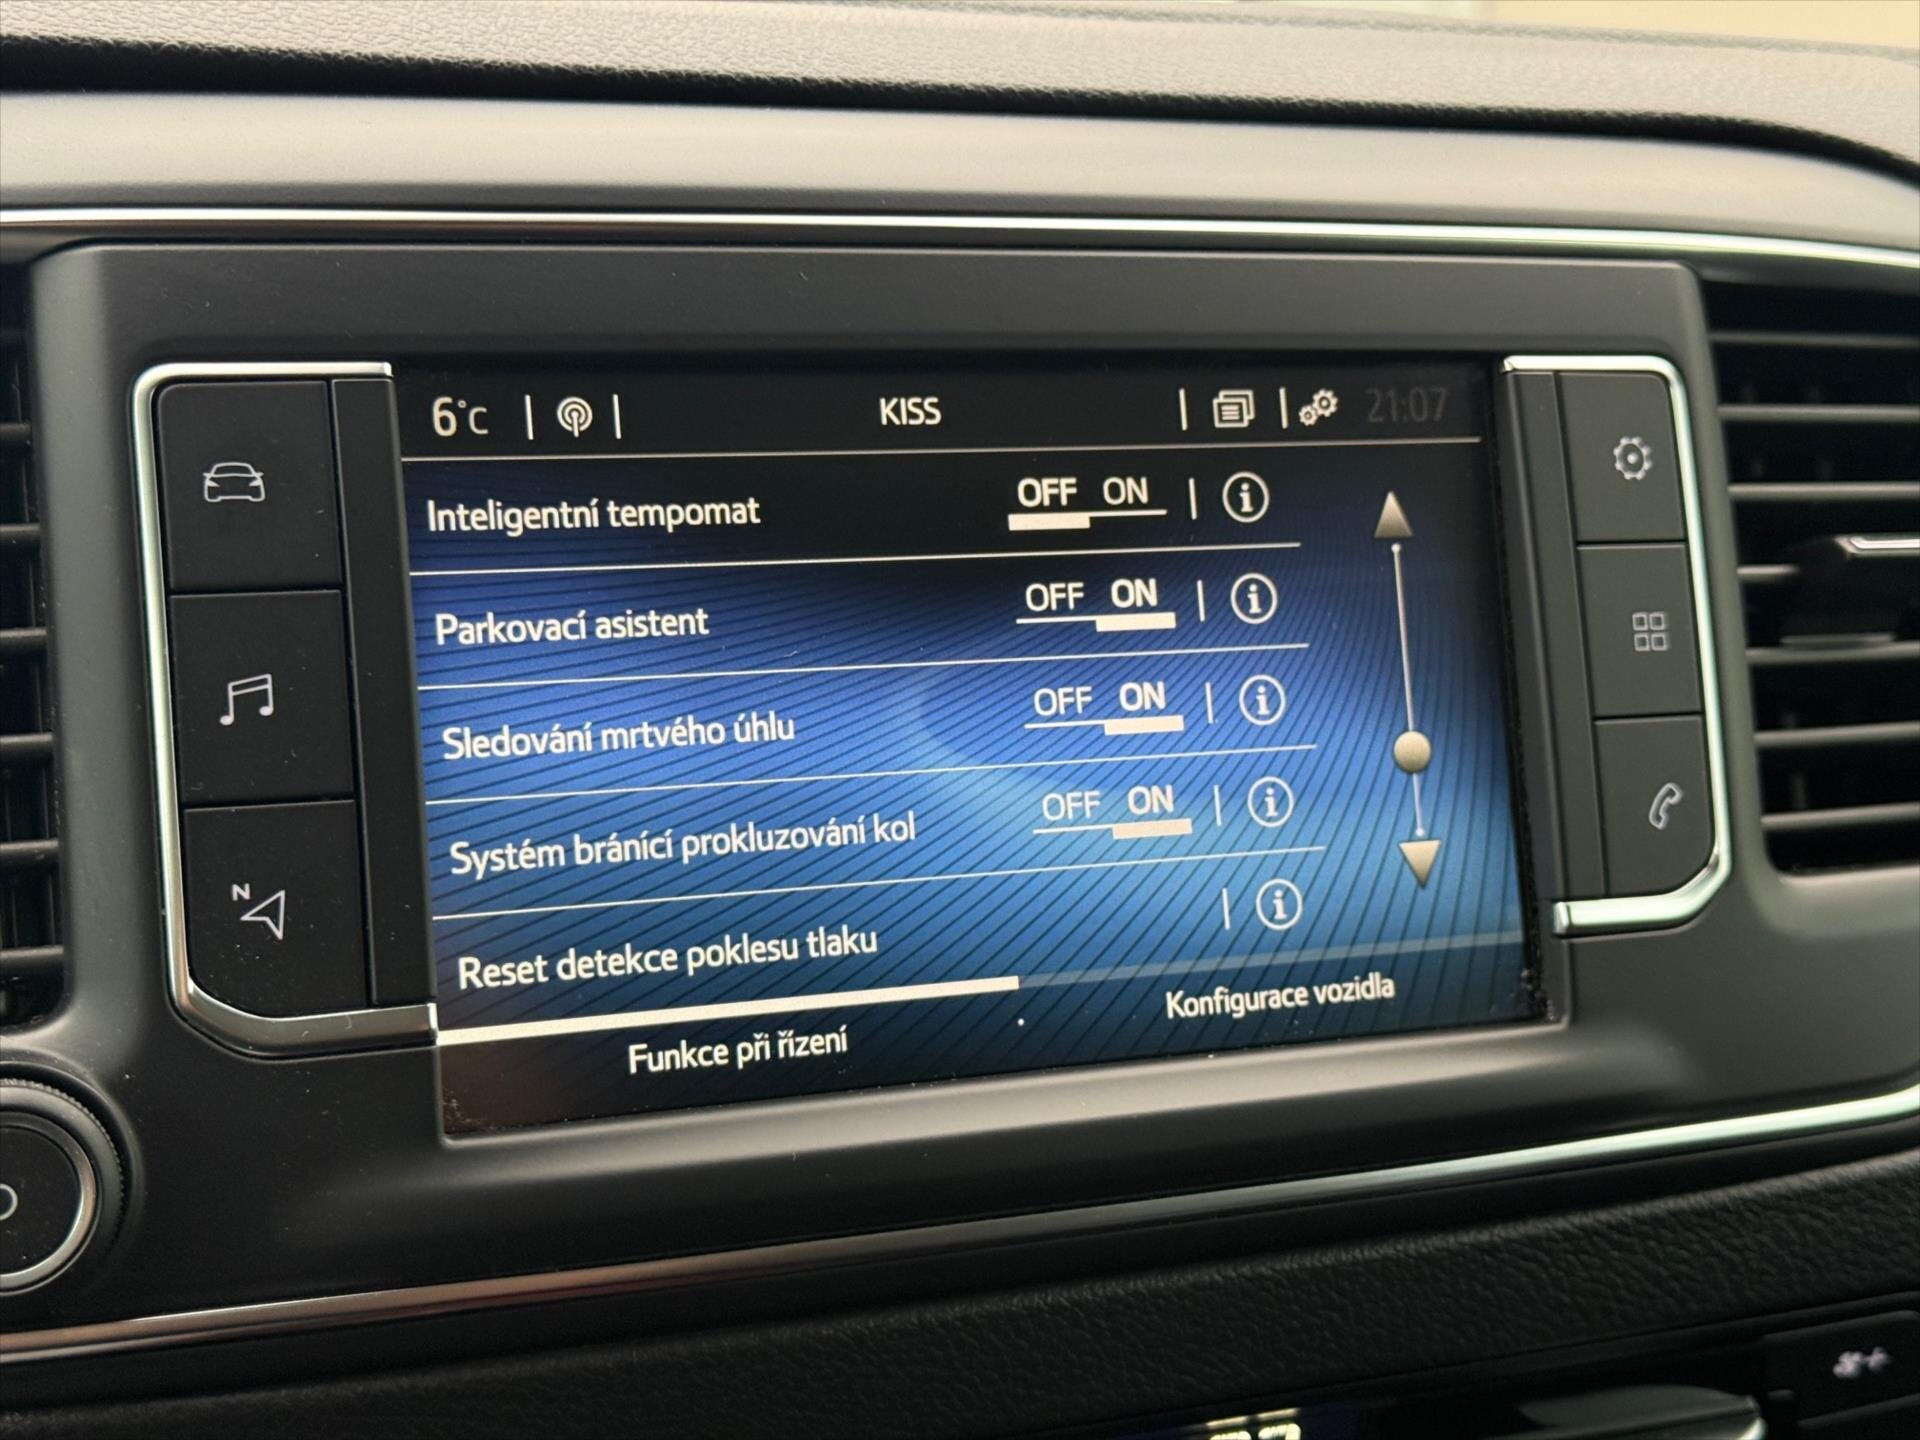 6°C KISS 21:07
Inteligentní tempomat OFF ON
Parkovací asistent OFF ON
Sledování mrtvého úhlu OFF ON
Systém bránící prokluzování kol OFF ON
Reset detekce poklesu tlaku
Funkce při řízení Konfigurace vozidla
N